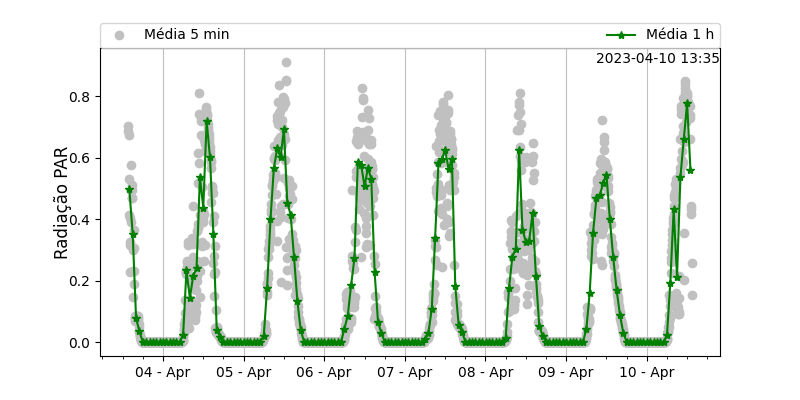 Média 5 min
Média 1 h
2023-04-10 13:35
Radiação PAR
0.8
0.6
0.4
0.2
0.0
04 - Apr
05 - Apr
06 - Apr
07 - Apr
08 - Apr
09 - Apr
10 - Apr